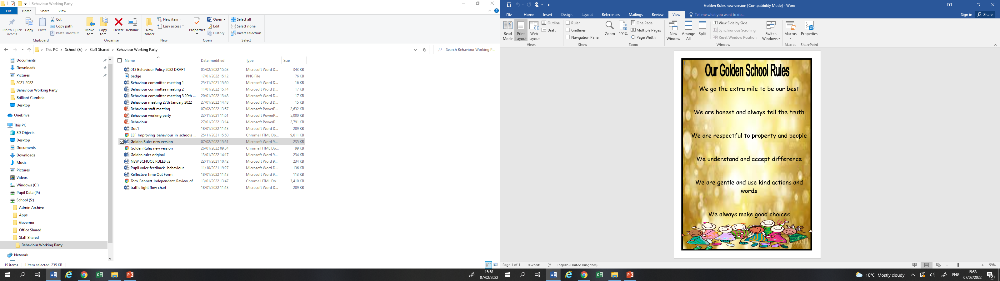 Behaviour Working Party
File Home Share View
Pin to Quick access
Copy
Paste
Cut
Copy path
Paste shortcut
Clipboard
Move to
Copy to
Delete
Rename
Organise
New folder
New item
Easy access
New
Properties
Open
Edit
History
Open
Select all
Select none
Invert selection
Select
This PC School (S:) Staff Shared Behaviour Working Party
Search Behaviour Working P...
Documents
Downloads
Pictures
2021-2022
Behaviour Working Party
Brilliant Cumbria
Desktop
OneDrive
This PC
3D Objects
Desktop
Documents
Downloads
Music
Pictures
Videos
Windows (C:)
Pupil Data (P:)
School (S:)
Admin Archive
Apps
Governor
Office Shared
Staff Shared
Behaviour Working Party
Network
Name Date modified Type Size
013 Behaviour Policy 2022 DRAFT 05/02/2022 15:53 Microsoft Word D... 343 KB
badge 17/01/2022 15:12 PNG File 76 KB
Behaviour committee meeting 1 25/11/2021 15:50 Microsoft Word D... 16 KB
Behaviour committee meeting 2 11/01/2022 15:14 Microsoft Word D... 17 KB
Behaviour committee meeting 3 20th ... 20/01/2022 13:48 Microsoft Word D... 17 KB
Behaviour meeting 27th January 2022 27/01/2022 14:48 Microsoft Word D... 15 KB
Behaviour staff meeting 07/02/2022 13:57 Microsoft PowerP... 2,632 KB
Behaviour working party 22/11/2021 11:51 Microsoft PowerP... 5,000 KB
Behaviour 27/01/2022 13:14 Microsoft PowerP... 2,791 KB
Doc1 18/01/2022 11:13 Microsoft Word D... 209 KB
EEF_Improving_behaviour_in_schools_... 25/11/2021 15:50 Chrome HTML Do... 9,611 KB
Golden Rules new version 07/02/2022 15:51 Microsoft Word 9... 235 KB
Golden Rules new version 26/01/2022 09:34 Chrome HTML Do... 99 KB
Golden rules original 13/01/2022 14:17 Microsoft Word 9... 234 KB
NEW SCHOOL RULES v2 22/11/2021 10:42 Microsoft Word 9... 234 KB
Pupil voice feedback- behaviour 11/10/2021 19:27 Microsoft Word D... 136 KB
Reflective Time Out Form 18/01/2022 11:13 Microsoft Word 9... 113 KB
Tom_Bennett_Independent_Review_of... 13/01/2022 13:47 Chrome HTML Do... 3,410 KB
traffic light flow chart 18/01/2022 11:13 Microsoft Word D... 209 KB
19 items 1 item selected 235 KB
15:58
07/02/2022
Golden Rules new version [Compatibility Mode] - Word
File Home Insert Design Layout References Mailings Review View Tell me what you want to do... Sign in Share
Read Mode
Print Layout
Web Layout
Outline
Draft
Views
Ruler
Gridlines
Navigation Pane
Show
Zoom
100%
One Page
Multiple Pages
Page Width
Zoom
New Window
Arrange All
Split
View Side by Side
Synchronous Scrolling
Reset Window Position
Window
Switch Windows
Macros
Macros
Properties
SharePoint
Our Golden School Rules
We go the extra mile to be our best
We are honest and always tell the truth
We are respectful to property and people
We understand and accept difference
We are gentle and use kind actions and
words
We always make good choices
Page 1 of 1 0 words English (United Kingdom) 59%
10°C Mostly cloudy ENG 15:58
07/02/2022
2